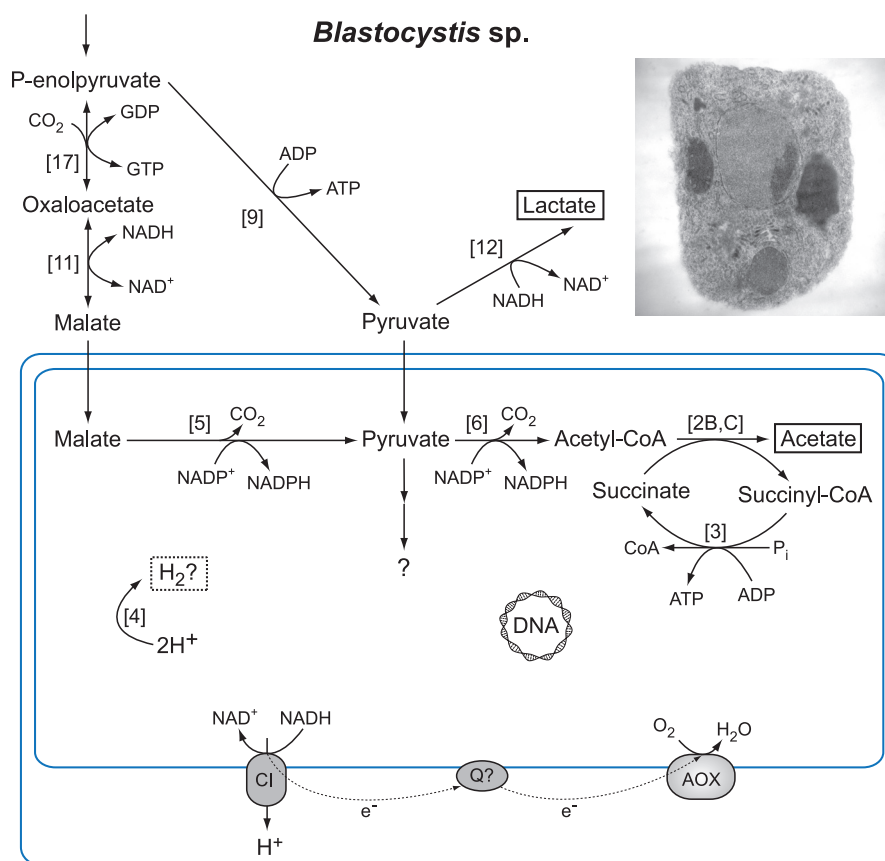 Blastocystis sp.
P-enolpyruvate
CO2
GDP
[17]
GTP
ADP
ATP
[9]
Oxaloacetate
NADH
[11]
NAD+
Lactate
[12]
NADH
NAD+
Malate
Pyruvate
Malate
[5]
CO2
NADP+
NADPH
Pyruvate
[6]
CO2
NADP+
NADPH
Acetyl-CoA
[2B,C]
Acetate
Succinate
Succinyl-CoA
[3]
CoA
Pi
ATP
ADP
?
H2?
[4]
2H+
DNA
NAD+
NADH
CI
H+
e-
Q?
e-
O2
H2O
AOX